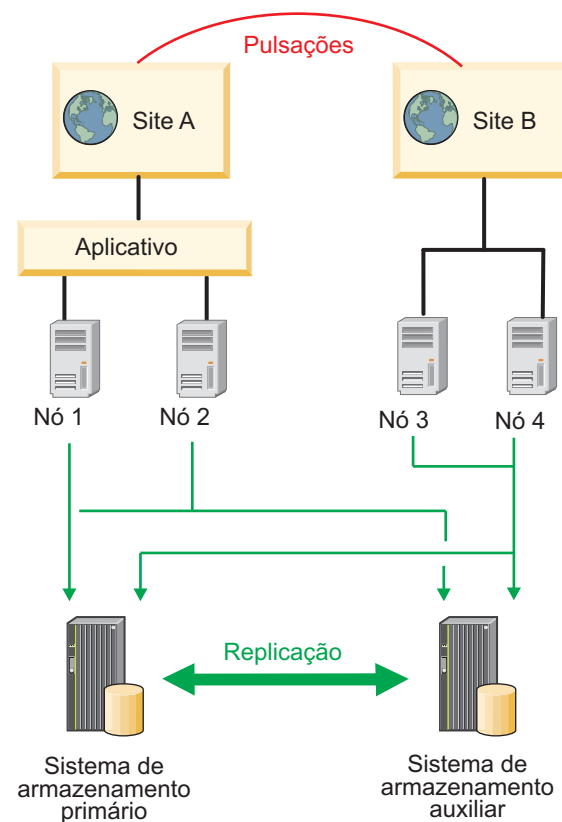 Pulsações
Site A
Site B
Aplicativo
Nó 1
Nó 2
Nó 3
Nó 4
Replicação
Sistema de
armazenamento
primário
Sistema de
armazenamento
auxiliar